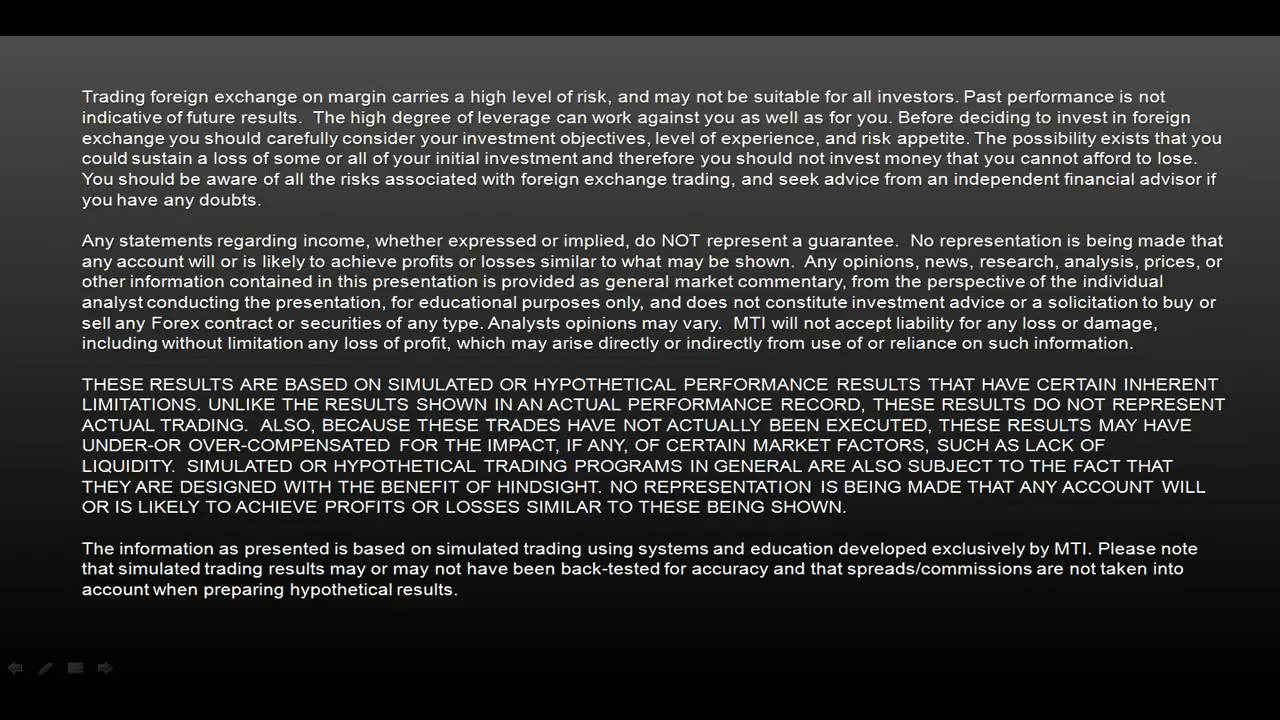 Trading foreign exchange on margin carries a high level of risk, and may not be suitable for all investors. Past performance is not
indicative of future results.  The high degree of leverage can work against you as well as for you. Before deciding to invest in foreign
exchange you should carefully consider your investment objectives, level of experience, and risk appetite. The possibility exists that you
could sustain a loss of some or all of your initial investment and therefore you should not invest money that you cannot afford to lose.
You should be aware of all the risks associated with foreign exchange trading, and seek advice from an independent financial advisor if
you have any doubts.
Any statements regarding income, whether expressed or implied, do NOT represent a guarantee.  No representation is being made that
any account will or is likely to achieve profits or losses similar to what may be shown.  Any opinions, news, research, analysis, prices, or
other information contained in this presentation is provided as general market commentary, from the perspective of the individual
analyst conducting the presentation, for educational purposes only, and does not constitute investment advice or a solicitation to buy or
sell any Forex contract or securities of any type. Analysts opinions may vary.  MTI will not accept liability for any loss or damage,
including without limitation any loss of profit, which may arise directly or indirectly from use of or reliance on such information.
THESE RESULTS ARE BASED ON SIMULATED OR HYPOTHETICAL PERFORMANCE RESULTS THAT HAVE CERTAIN INHERENT
LIMITATIONS. UNLIKE THE RESULTS SHOWN IN AN ACTUAL PERFORMANCE RECORD, THESE RESULTS DO NOT REPRESENT
ACTUAL TRADING.  ALSO, BECAUSE THESE TRADES HAVE NOT ACTUALLY BEEN EXECUTED, THESE RESULTS MAY HAVE
UNDER-OR OVER-COMPENSATED FOR THE IMPACT, IF ANY, OF CERTAIN MARKET FACTORS, SUCH AS LACK OF
LIQUIDITY.  SIMULATED OR HYPOTHETICAL TRADING PROGRAMS IN GENERAL ARE ALSO SUBJECT TO THE FACT THAT
THEY ARE DESIGNED WITH THE BENEFIT OF HINDSIGHT. NO REPRESENTATION IS BEING MADE THAT ANY ACCOUNT WILL
OR IS LIKELY TO ACHIEVE PROFITS OR LOSSES SIMILAR TO THESE BEING SHOWN.
The information as presented is based on simulated trading using systems and education developed exclusively by MTI. Please note
that simulated trading results may or may not have been back-tested for accuracy and that spreads/commissions are not taken into
account when preparing hypothetical results.